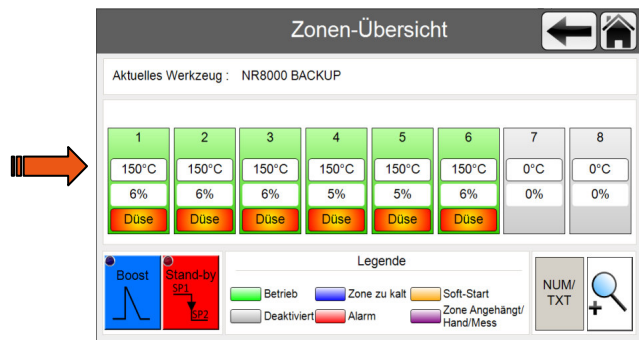 Zonen-Übersicht
Aktuelles Werkzeug : NR8000 BACKUP
1 2 3 4 5 6 7 8
150°C 150°C 150°C 150°C 150°C 150°C 0°C 0°C
6% 6% 6% 5% 5% 6% 0% 0%
Düse Düse Düse Düse Düse Düse
Boost
Stand-by
SP1
SP2
Legende
Betrieb Zone zu kalt Soft-Start
Deaktiviert Alarm Zone Angehängt/
Hand/Mess
NUM/
TXT